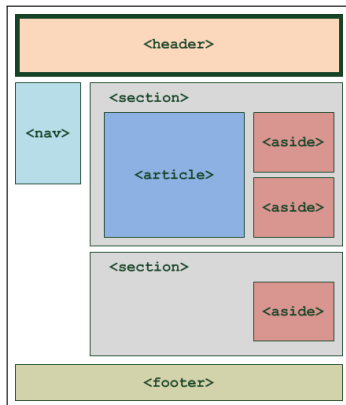 <header>
<nav>
<section>
<article>
<aside>
<aside>
<section>
<aside>
<footer>